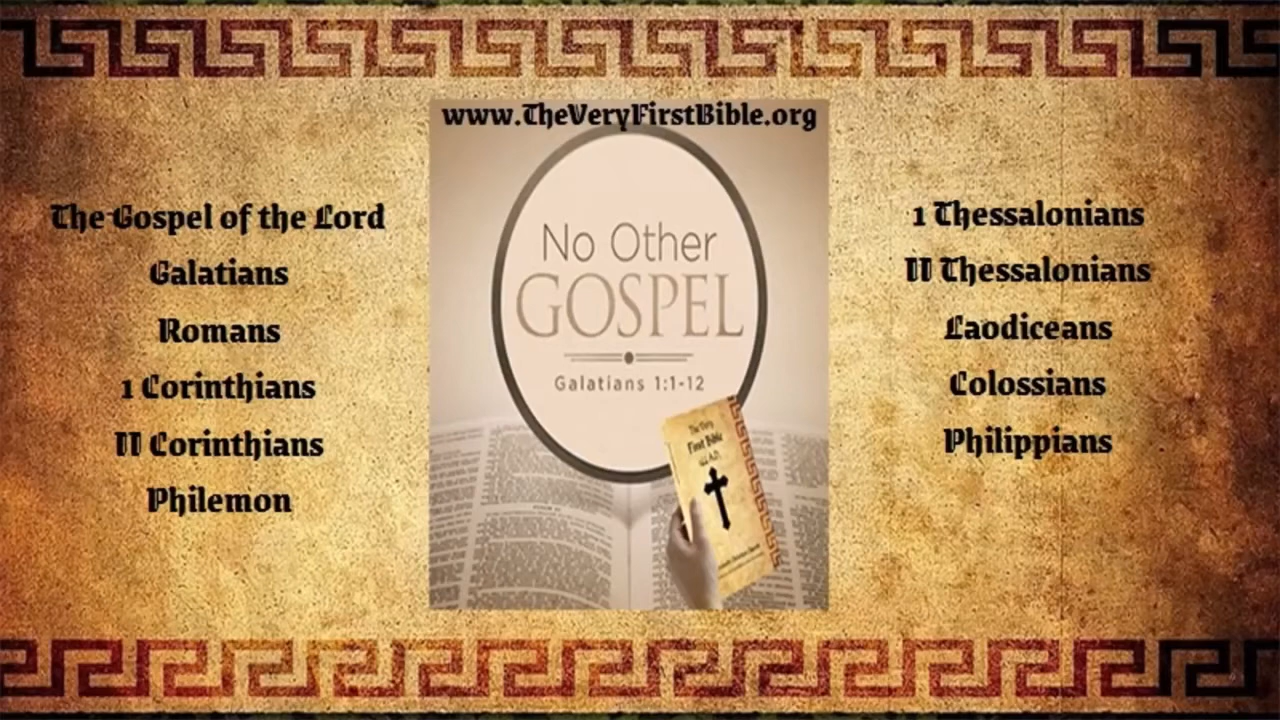 www.TheVeryFirstBible.org
The Gospel of the Lord
Galatians
Romans
1 Corinthians
II Corinthians
Philemon
No Other
GOSPEL
Galatians 1:1-12
The Very
First Bible
1 Thessalonians
II Thessalonians
Laodiceans
Colossians
Philippians